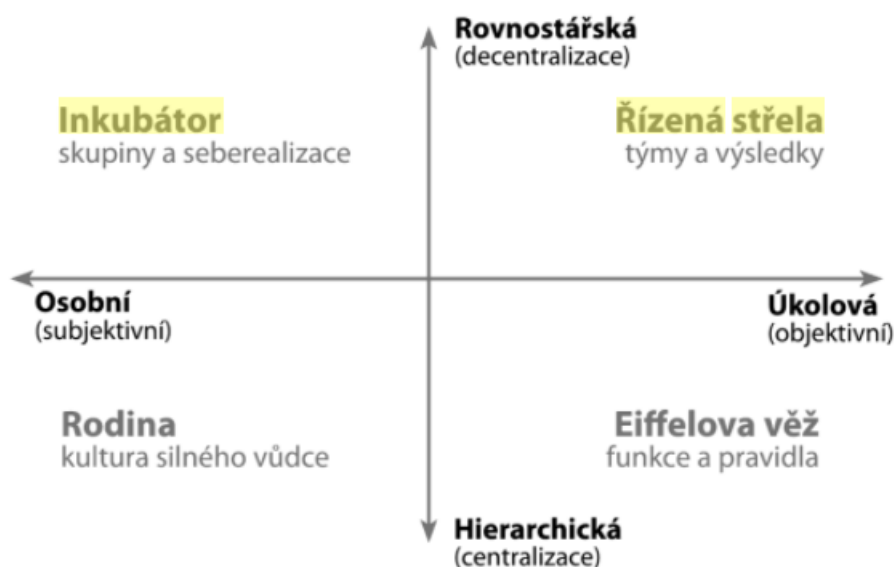 Rovnostářská
(decentralizace)
Inkubátor
skupiny a seberealizace
Řízená střela
týmy a výsledky
Osobní
(subjektivní)
Úkolová
(objektivní)
Rodina
kultura silného vůdce
Eiffelova věž
funkce a pravidla
Hierarchická
(centralizace)